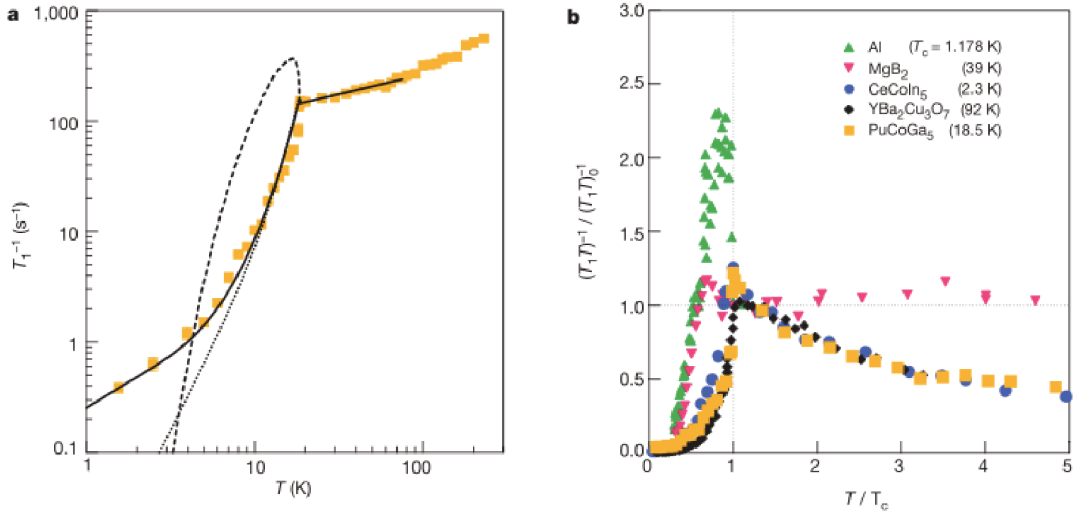 a
1,000
100
10
1
0.1
T₁⁻¹ (s⁻¹)
1
10
100
T (K)
b
3.0
2.5
2.0
1.5
1.0
0.5
0.0
(T₁T)⁻¹ / (T₁T)₀⁻¹
Al (Tc = 1.178 K)
MgB₂ (39 K)
CeCoIn₅ (2.3 K)
YBa₂Cu₃O₇ (92 K)
PuCoGa₅ (18.5 K)
0
1
2
3
4
5
T / Tc